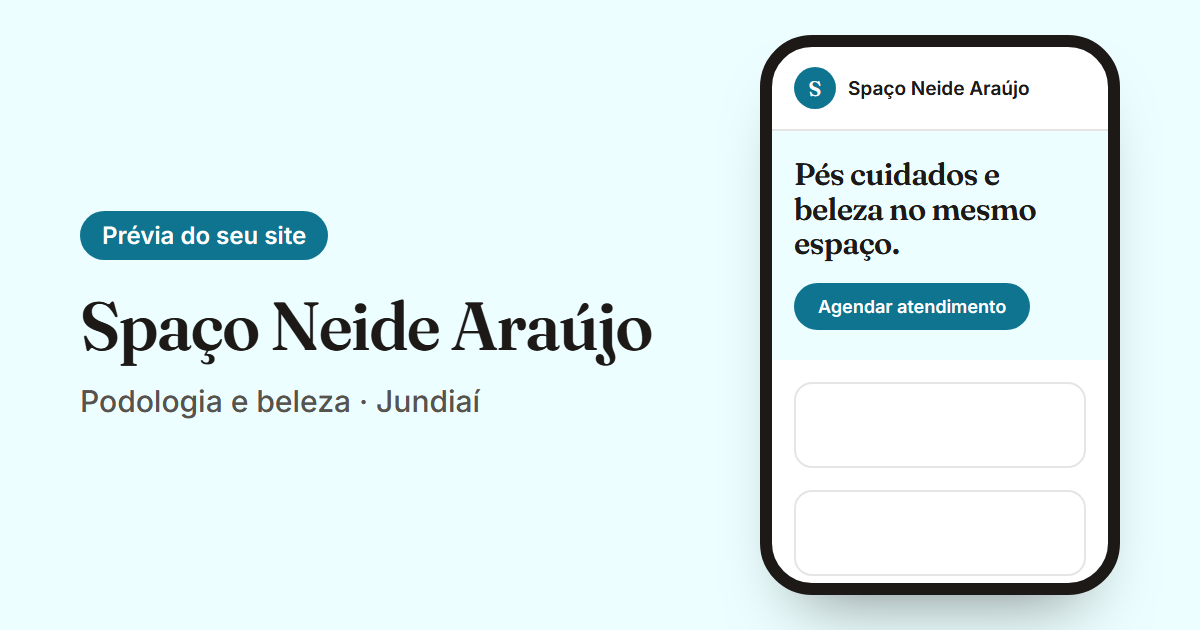 Prévia do seu site
Spaço Neide Araújo
Podologia e beleza · Jundiaí
S
Spaço Neide Araújo
Pés cuidados e
beleza no mesmo
espaço.
Agendar atendimento